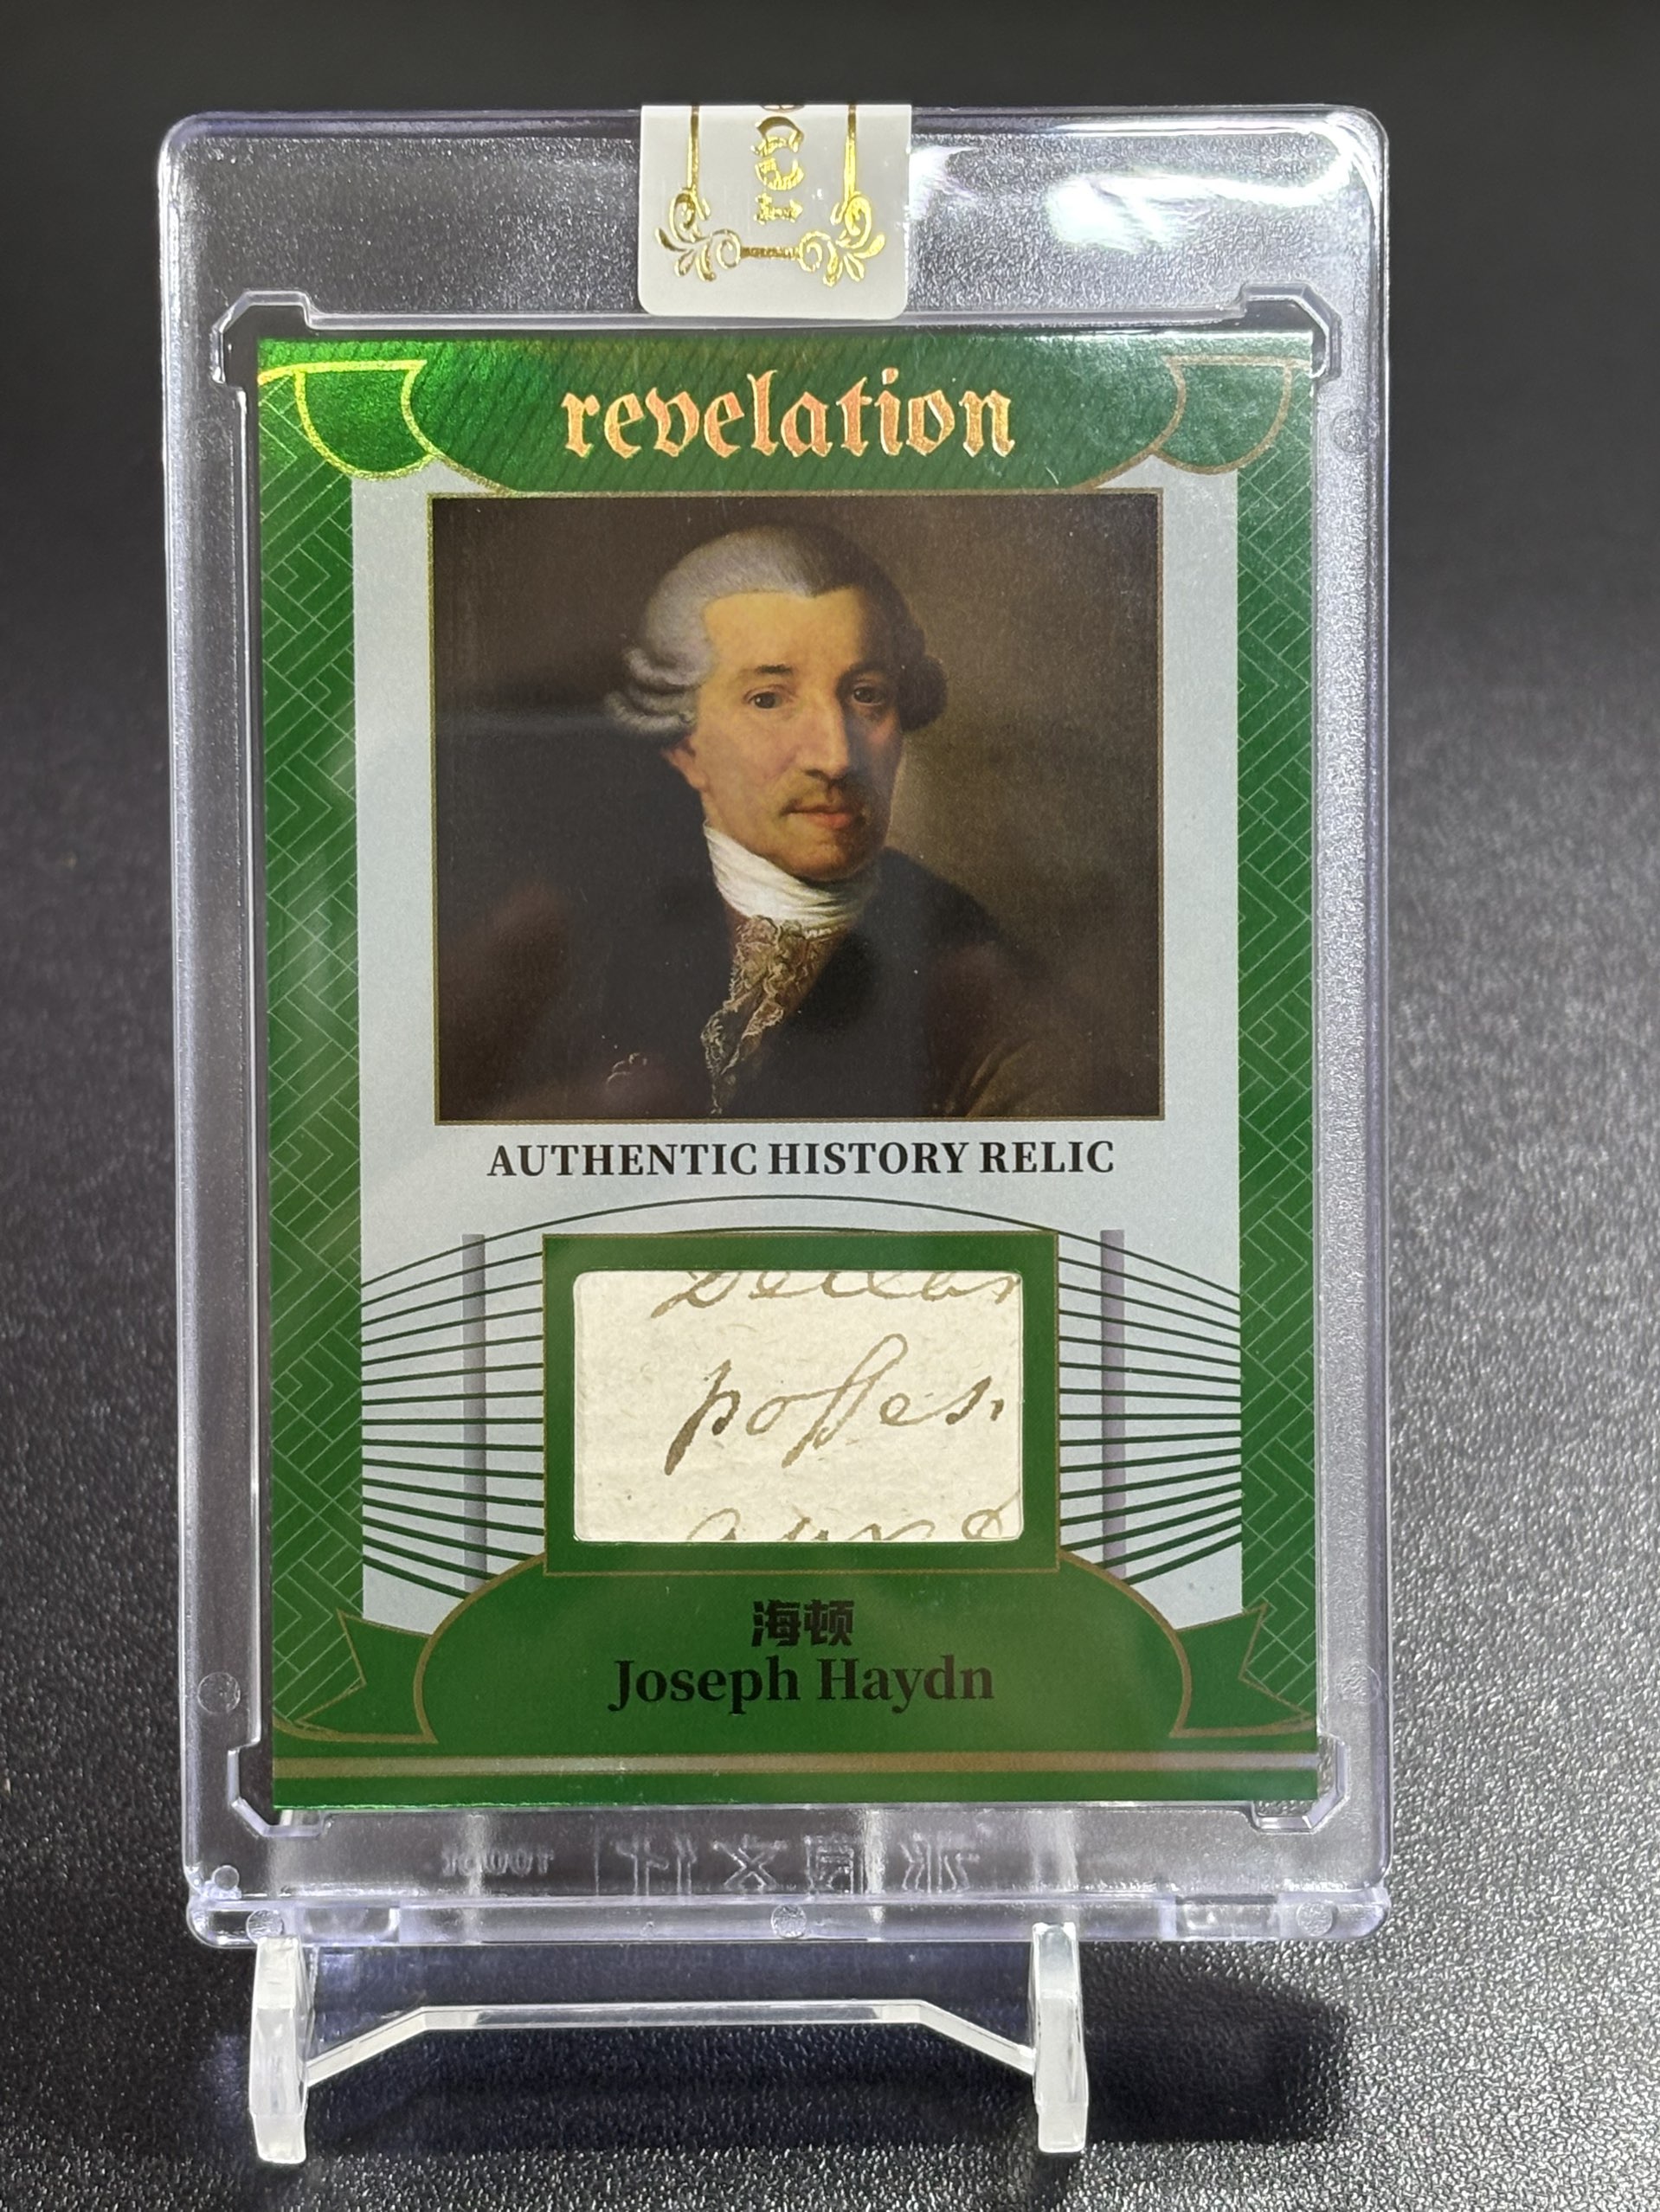 revelation
AUTHENTIC HISTORY RELIC
posses.
海顿
Joseph Haydn